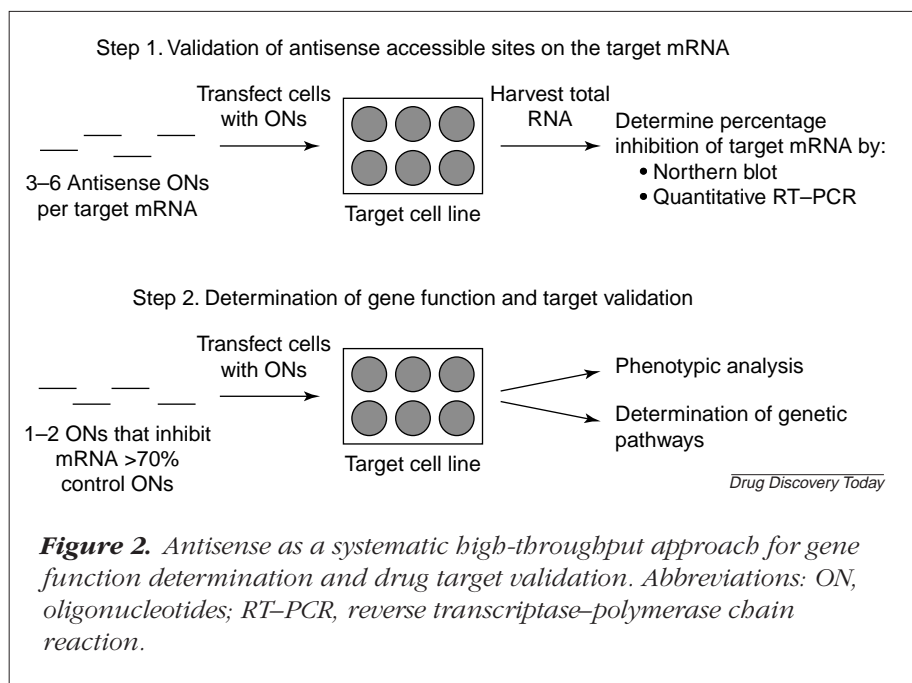 Step 1. Validation of antisense accessible sites on the target mRNA
Transfect cells
with ONs
Harvest total
RNA
3–6 Antisense ONs
per target mRNA
Target cell line
Determine percentage
inhibition of target mRNA by:
• Northern blot
• Quantitative RT–PCR
Step 2. Determination of gene function and target validation
Transfect cells
with ONs
1–2 ONs that inhibit
mRNA >70%
control ONs
Target cell line
Phenotypic analysis
Determination of genetic
pathways
Drug Discovery Today
Figure 2. Antisense as a systematic high-throughput approach for gene
function determination and drug target validation. Abbreviations: ON,
oligonucleotides; RT–PCR, reverse transcriptase–polymerase chain
reaction.